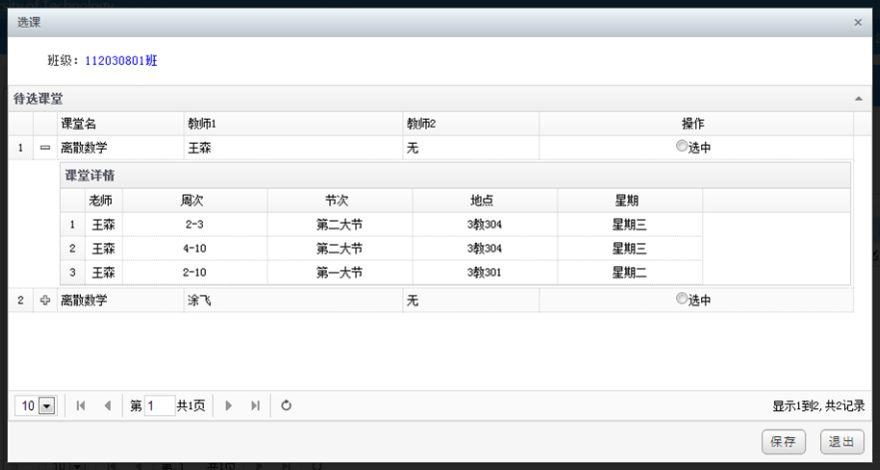 选课
班级：112030801班
待选课堂
课堂名 教师1 教师2 操作
1 离散数学 王森 无 选中
课堂详情
老师 周次 节次 地点 星期
1 王森 2-3 第二大节 3教304 星期三
2 王森 4-10 第二大节 3教304 星期三
3 王森 2-10 第一大节 3教301 星期二
2 离散数学 涂飞 无 选中
10 第 1 共1页 显示1到2, 共2记录
保存 退出